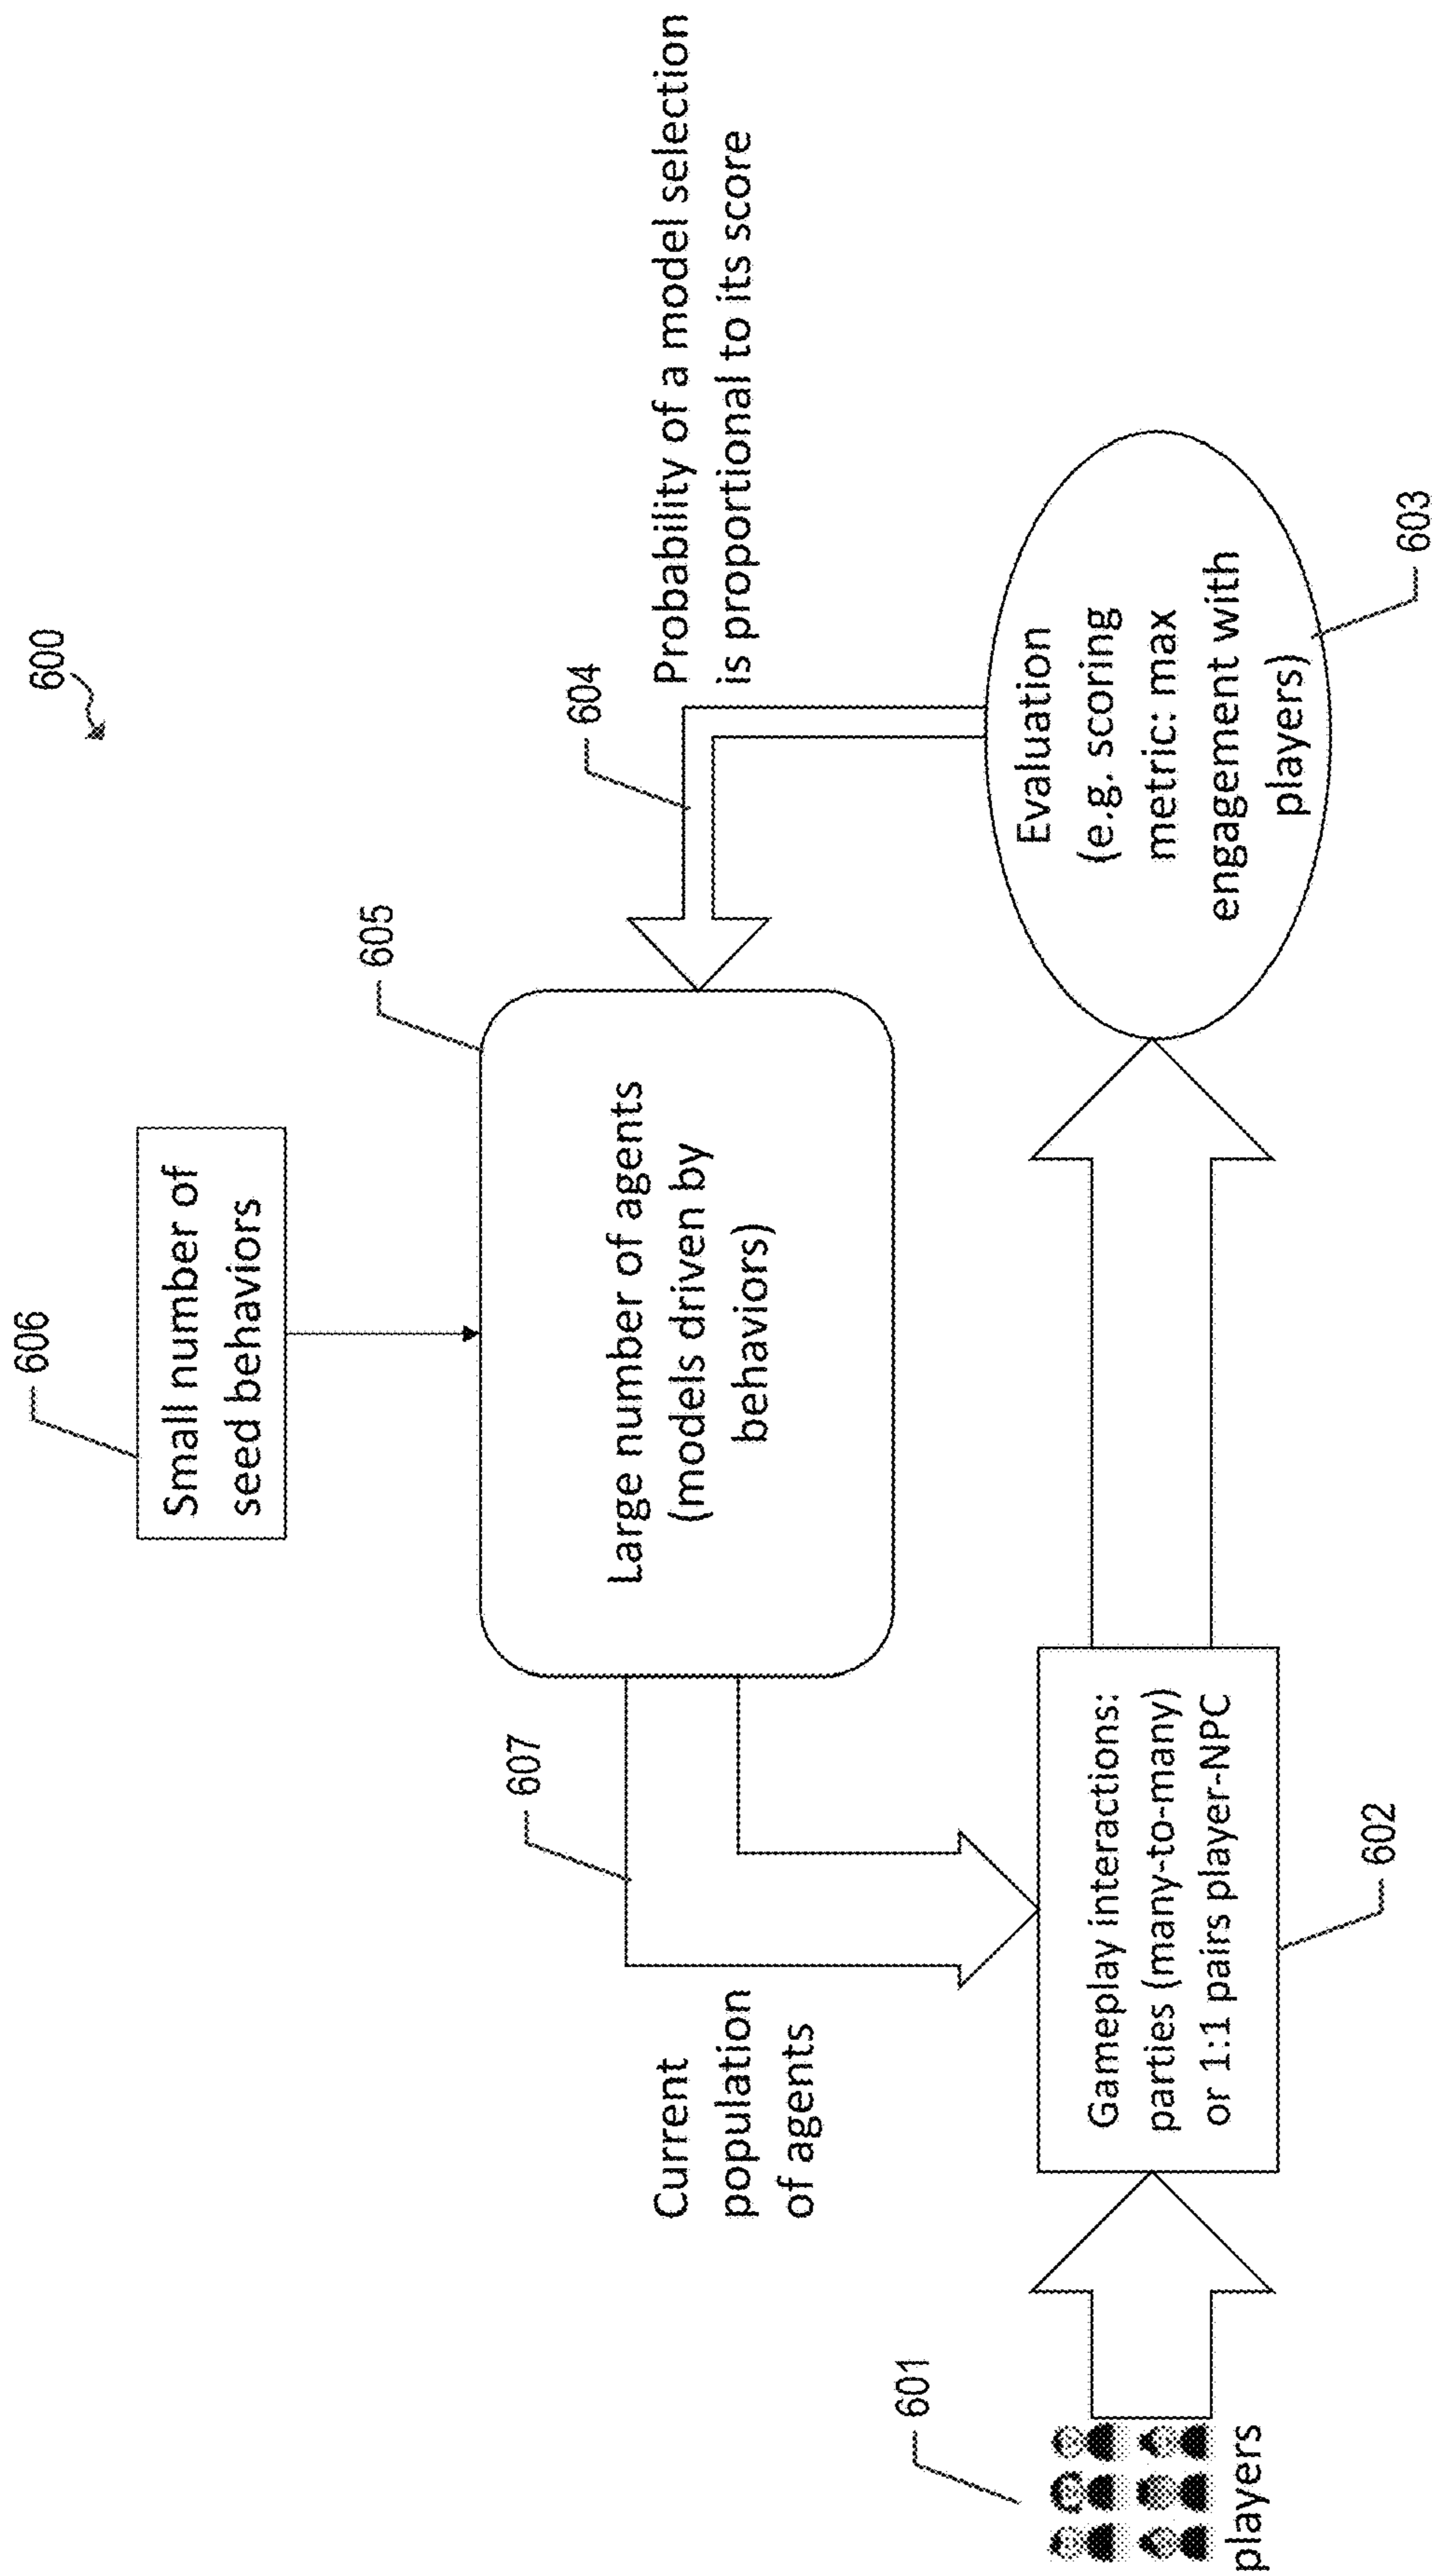 600
606
Small number of
seed behaviors
605
Large number of agents
(models driven by
behaviors)
604
Probability of a model selection
is proportional to its score
607
Current
population
of agents
601
players
Gameplay interactions:
parties (many-to-many)
or 1:1 pairs player-NPC
602
Evaluation
(e.g. scoring
metric: max
engagement with
players)
603